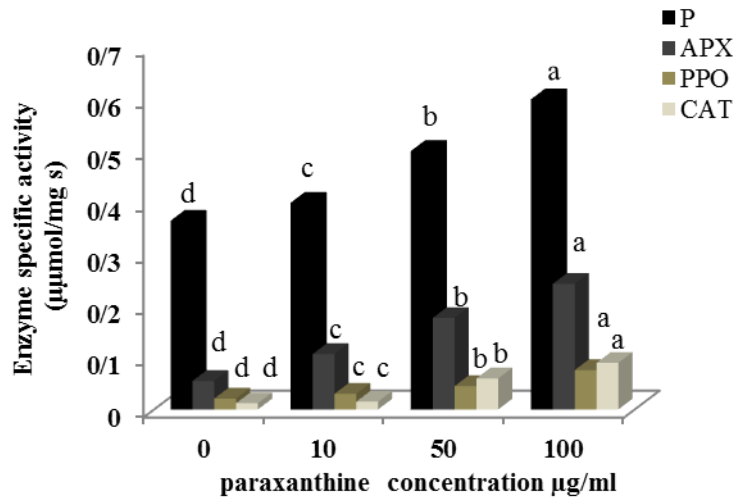 P
APX
PPO
CAT
Enzyme specific activity
(µµmol/mg s)
0/7
0/6
0/5
0/4
0/3
0/2
0/1
0
d
d
d
d
c
c
c
c
b
b
b
b
a
a
a
a
0
10
50
100
paraxanthine concentration µg/ml